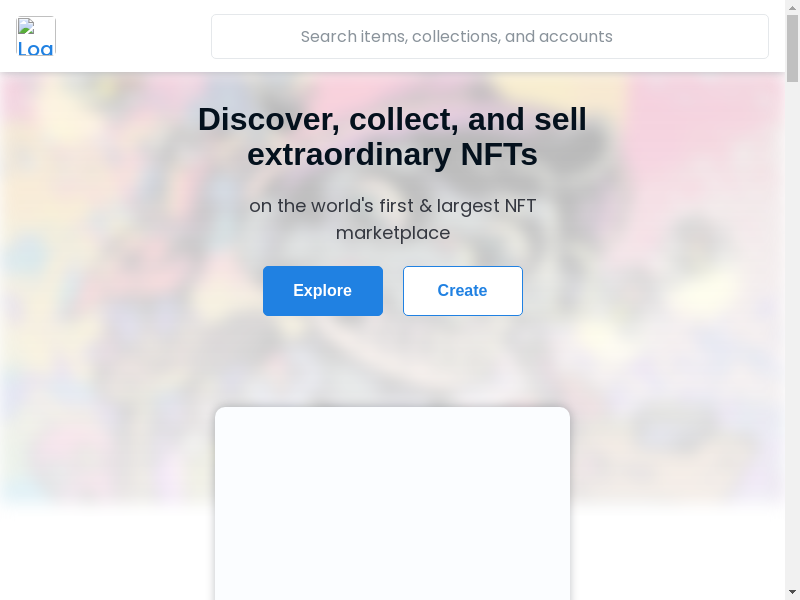 Search items, collections, and accounts
Discover, collect, and sell
extraordinary NFTs
on the world's first & largest NFT
marketplace
Explore
Create